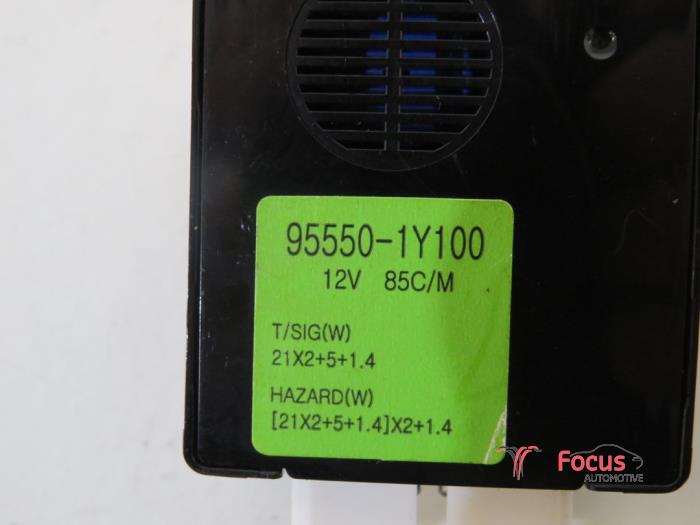 95550-1Y100
12V 85C/M
T/SIG(W)
21X2+5+1.4
HAZARD(W)
[21X2+5+1.4]X2+1.4
Focus
AUTOMOTIVE